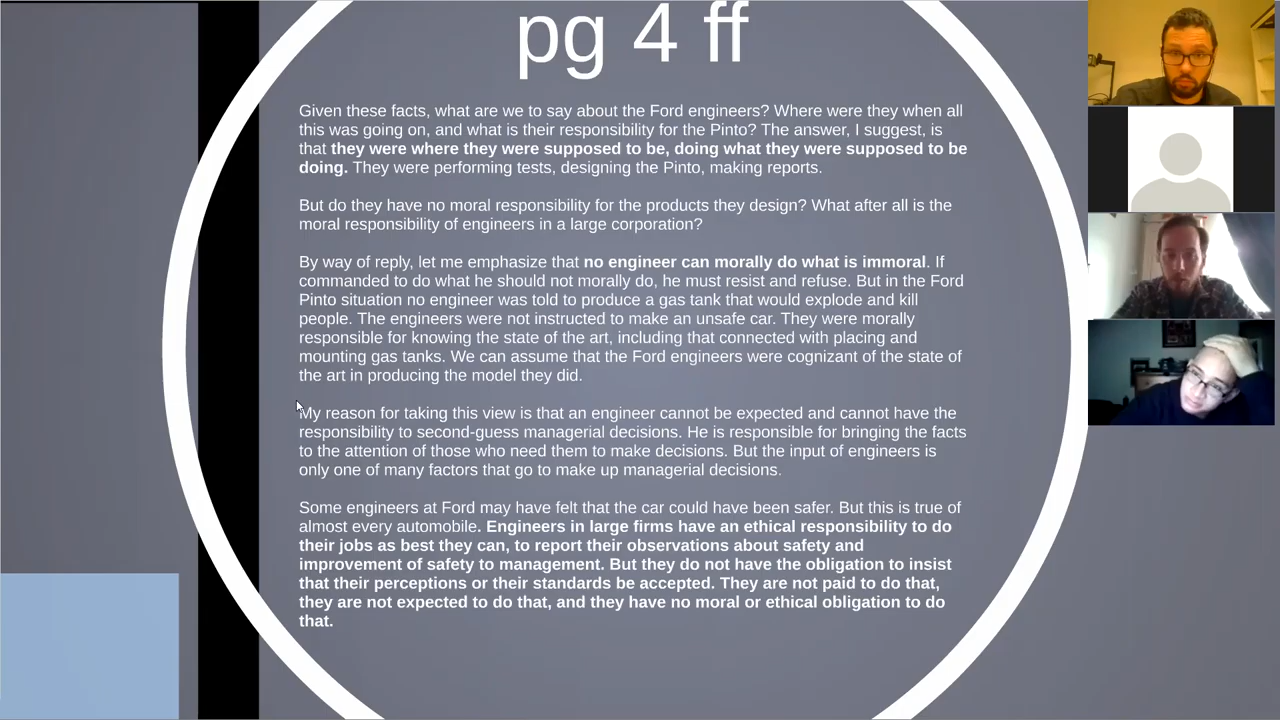 pg 4 ff
Given these facts, what are we to say about the Ford engineers? Where were they when all
this was going on, and what is their responsibility for the Pinto? The answer, I suggest, is
that they were where they were supposed to be, doing what they were supposed to be
doing. They were performing tests, designing the Pinto, making reports.
But do they have no moral responsibility for the products they design? What after all is the
moral responsibility of engineers in a large corporation?
By way of reply, let me emphasize that no engineer can morally do what is immoral. If
commanded to do what he should not morally do, he must resist and refuse. But in the Ford
Pinto situation no engineer was told to produce a gas tank that would explode and kill
people. The engineers were not instructed to make an unsafe car. They were morally
responsible for knowing the state of the art, including that connected with placing and
mounting gas tanks. We can assume that the Ford engineers were cognizant of the state of
the art in producing the model they did.
My reason for taking this view is that an engineer cannot be expected and cannot have the
responsibility to second-guess managerial decisions. He is responsible for bringing the facts
to the attention of those who need them to make decisions. But the input of engineers is
only one of many factors that go to make up managerial decisions.
Some engineers at Ford may have felt that the car could have been safer. But this is true of
almost every automobile. Engineers in large firms have an ethical responsibility to do
their jobs as best they can, to report their observations about safety and
improvement of safety to management. But they do not have the obligation to insist
that their perceptions or their standards be accepted. They are not paid to do that,
they are not expected to do that, and they have no moral or ethical obligation to do
that.